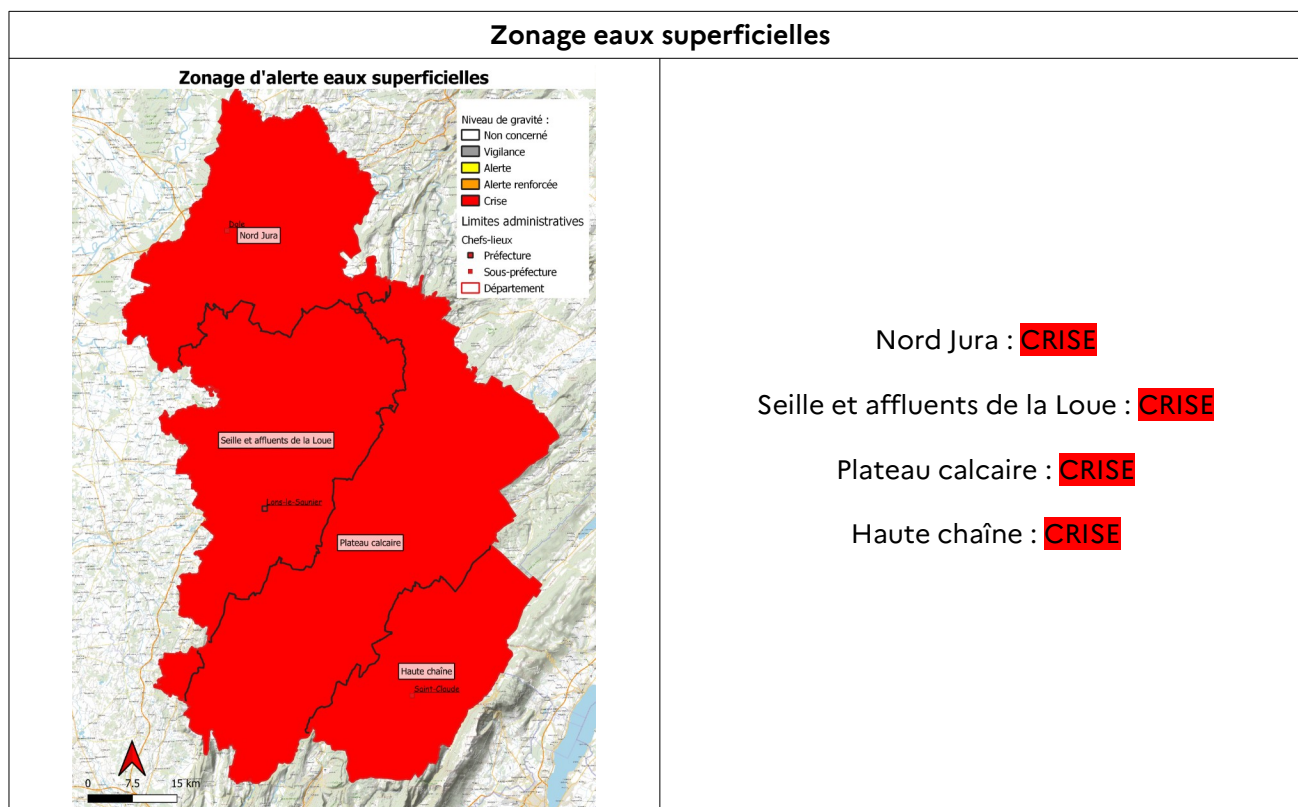 Zonage eaux superficielles
Zonage d'alerte eaux superficielles
Niveau de gravité :
Non concerné
Vigilance
Alerte
Alerte renforcée
Crise
Limites administratives
Chefs-lieux
Préfecture
Sous-préfecture
Département
Dole
Nord Jura
Seille et affluents de la Loue
Lons-le-Saunier
Plateau calcaire
Haute chaîne
Saint-Claude
0 7.5 15 km
Nord Jura : CRISE
Seille et affluents de la Loue : CRISE
Plateau calcaire : CRISE
Haute chaîne : CRISE